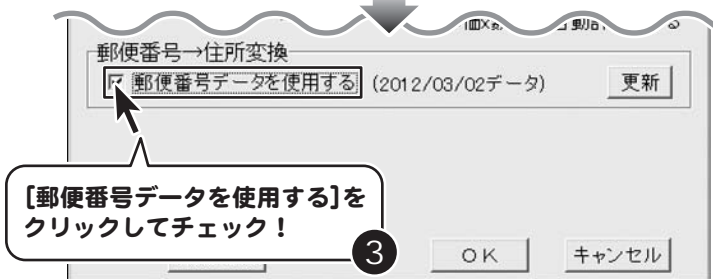 郵便番号→住所変換
郵便番号データを使用する (2012/03/02データ) 更新
[郵便番号データを使用する]を
クリックしてチェック！
3
OK キャンセル